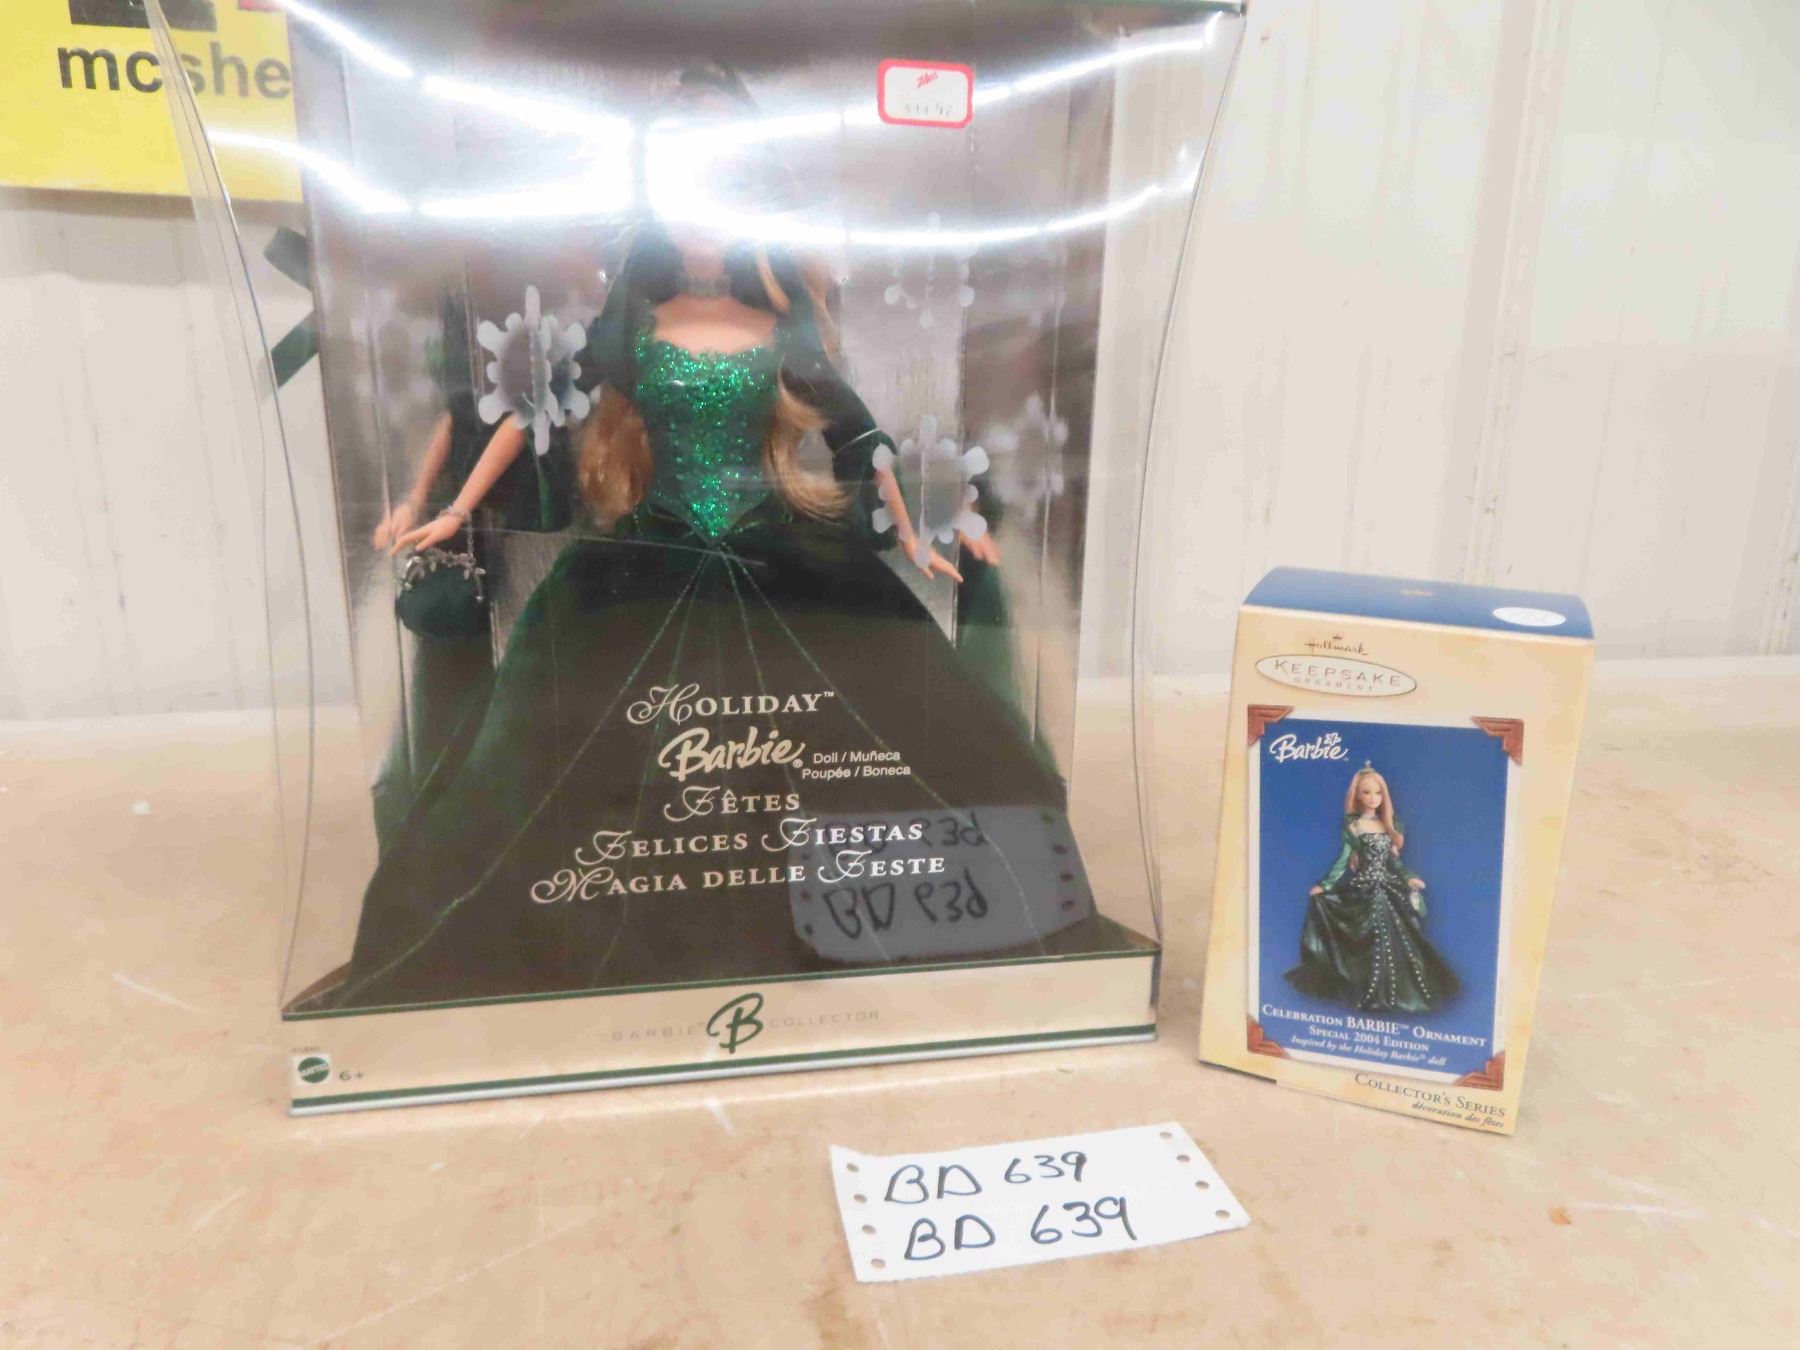 mcshe
Zellers
HOLIDAY™
Barbie® Doll / Muñeca
Poupée / Boneca
FÊTES
FELICES FIESTAS
MAGIA DELLE FESTE
BARBIE B COLLECTOR
MATTEL 6+
Hallmark
KEEPSAKE
ORNAMENT
Barbie™
CELEBRATION BARBIE™ ORNAMENT
SPECIAL 2004 EDITION
Inspired by the Holiday Barbie® doll
COLLECTOR'S SERIES
décoration des fêtes
BD 639
BD 639